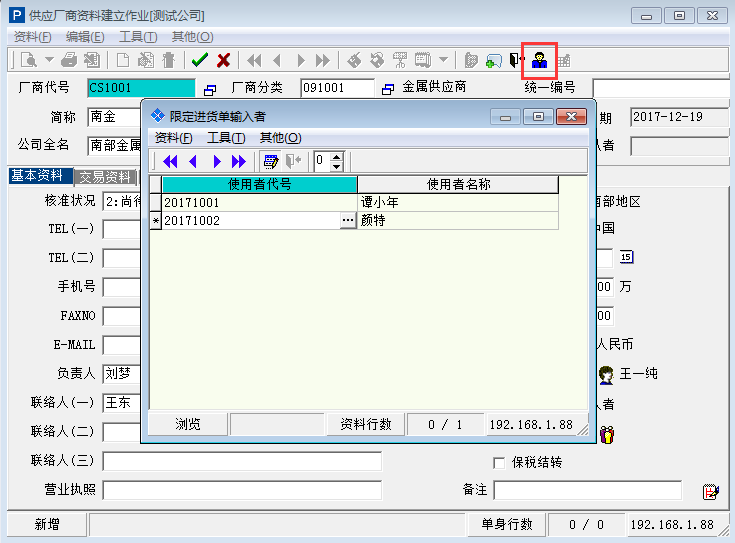 供应厂商资料建立作业[测试公司]
资料(F) 编辑(E) 工具(T) 其他(O)
厂商代号 CS1001 厂商分类 091001 金属供应商 统一编号
简称 南金 期 2017-12-19
公司全名 南部金属 人者
基本资料 交易资料
核准状况 2:尚待 南部地区
TEL(一) 中国
TEL(二) 15
手机号 00 万
FAXNO 00
E-MAIL 人民币
负责人 刘梦 王一纯
联络人(一) 王东 人者
联络人(二)
联络人(三) 保税结转
营业执照 备注
新增 单身行数 0 / 0 192.168.1.88
限定进货单输入者
资料(F) 工具(T) 其他(O)
0
使用者代号 使用者名称
20171001 谭小年
* 20171002 ... 颜特
浏览 资料行数 0 / 1 192.168.1.88